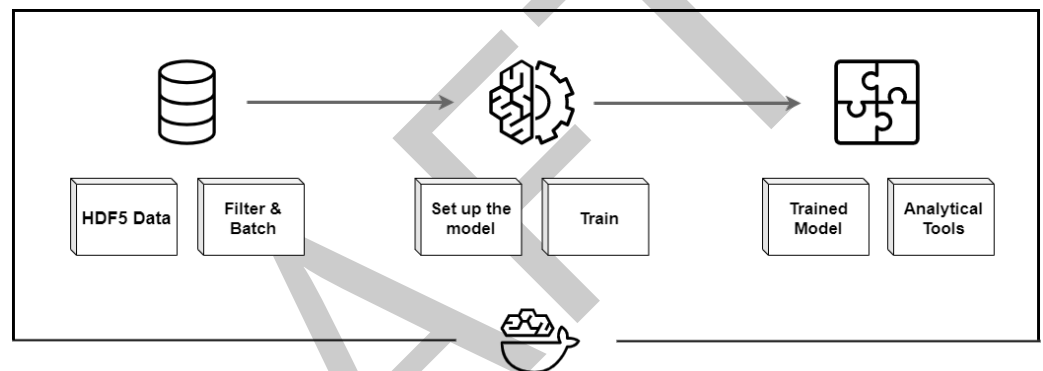 HDF5 Data
Filter &
Batch
Set up the
model
Train
Trained
Model
Analytical
Tools